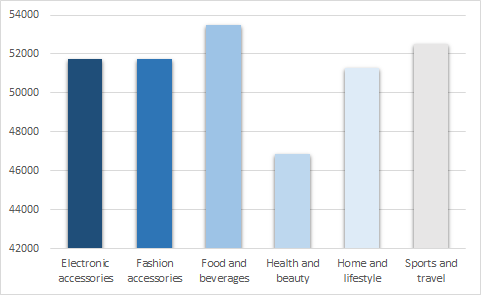 54000
52000
50000
48000
46000
44000
42000
Electronic accessories
Fashion accessories
Food and beverages
Health and beauty
Home and lifestyle
Sports and travel